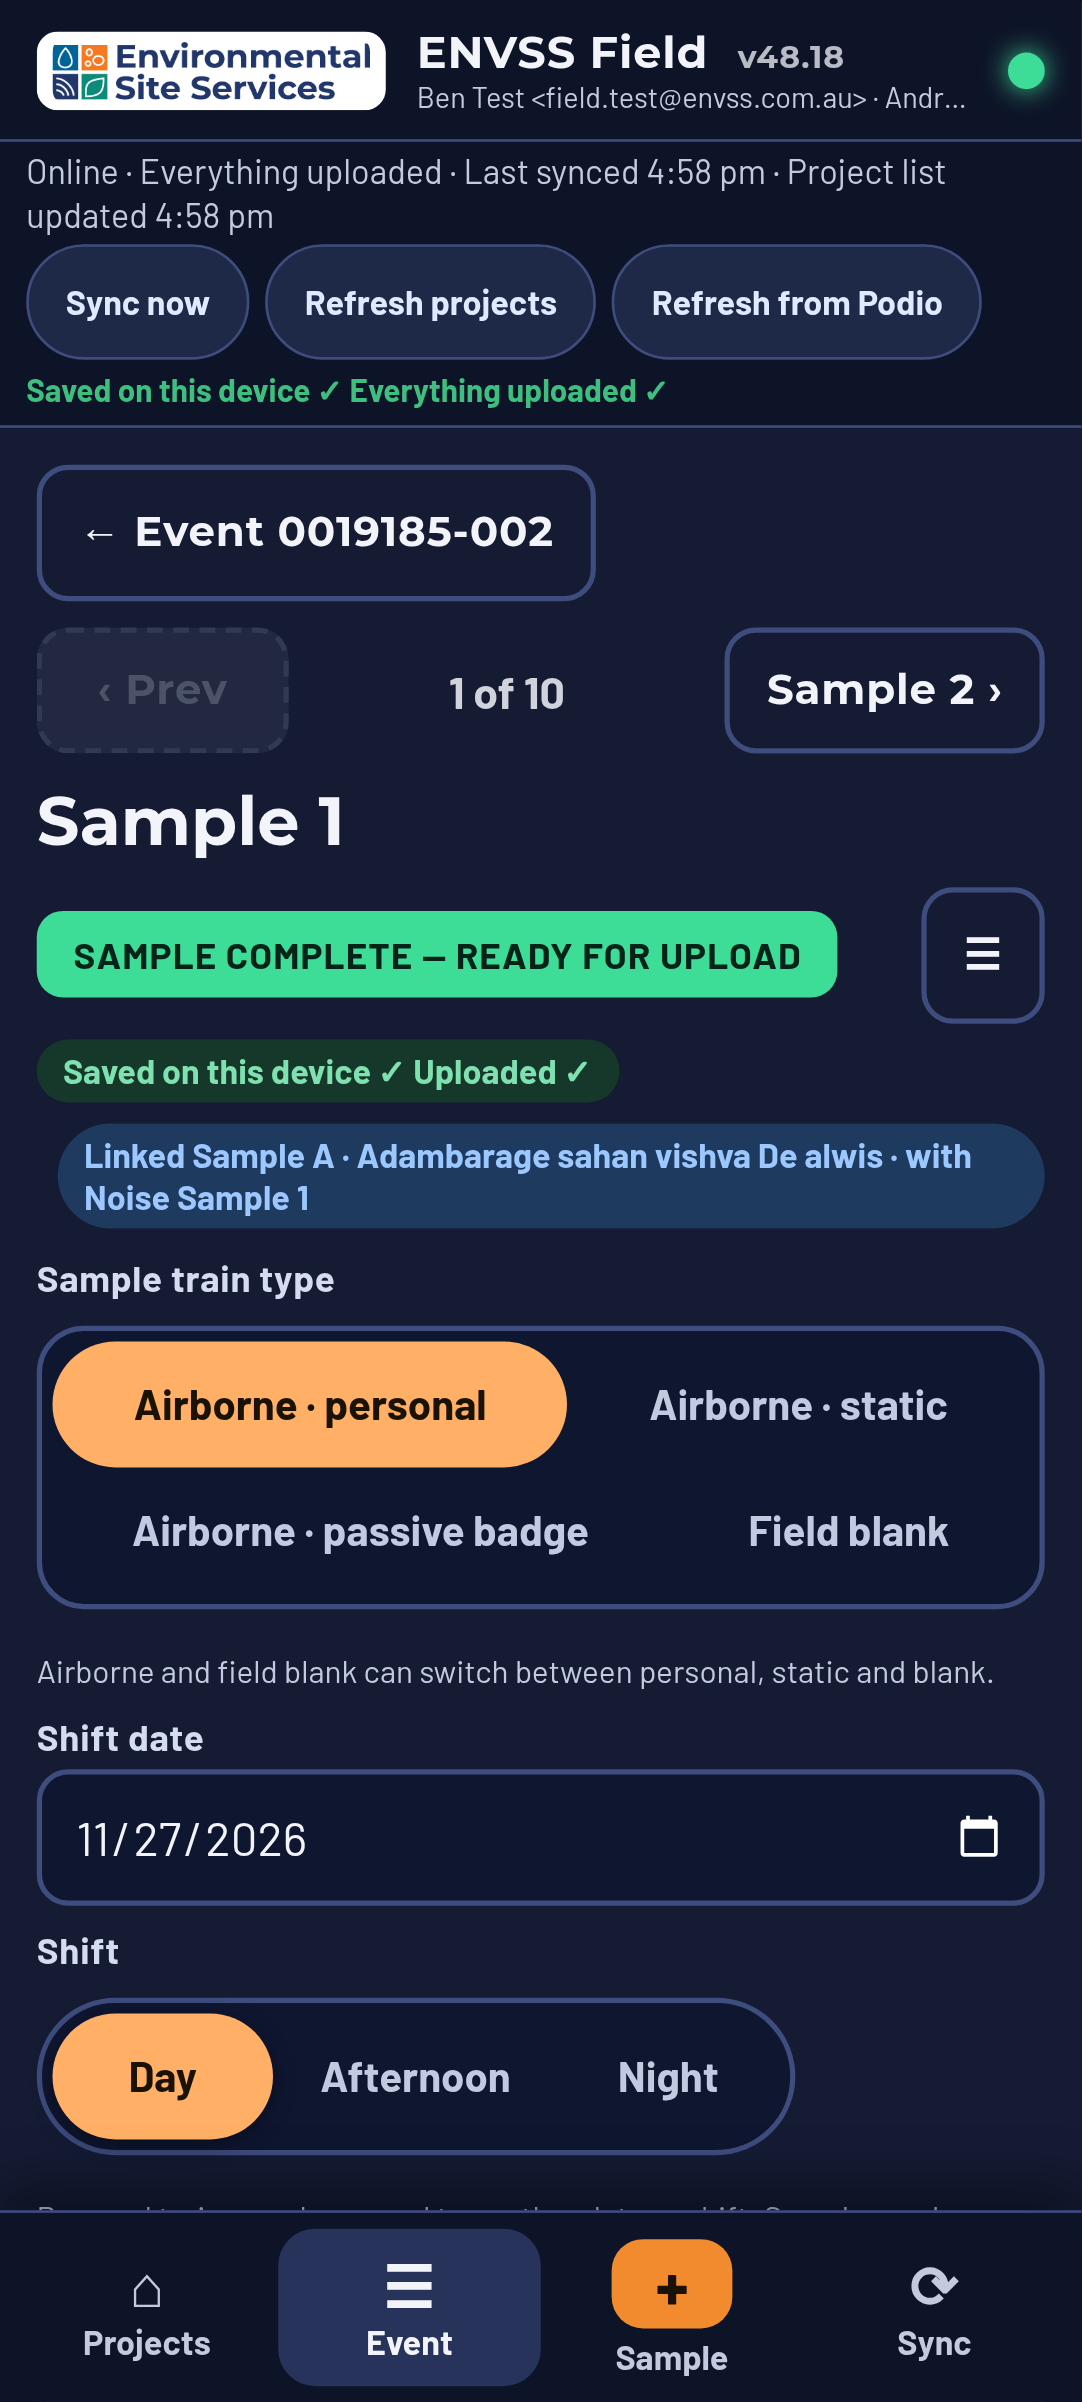 Environmental
Site Services
ENVSS Field v48.18
Ben Test <field.test@envss.com.au> · Andr...
Online · Everything uploaded · Last synced 4:58 pm · Project list
updated 4:58 pm
Sync now
Refresh projects
Refresh from Podio
Saved on this device ✓ Everything uploaded ✓
← Event 0019185-002
‹ Prev
1 of 10
Sample 2 ›
Sample 1
SAMPLE COMPLETE — READY FOR UPLOAD
Saved on this device ✓ Uploaded ✓
Linked Sample A · Adambarage sahan vishva De alwis · with
Noise Sample 1
Sample train type
Airborne · personal
Airborne · static
Airborne · passive badge
Field blank
Airborne and field blank can switch between personal, static and blank.
Shift date
11/27/2026
Shift
Day
Afternoon
Night
Projects
Event
Sample
Sync